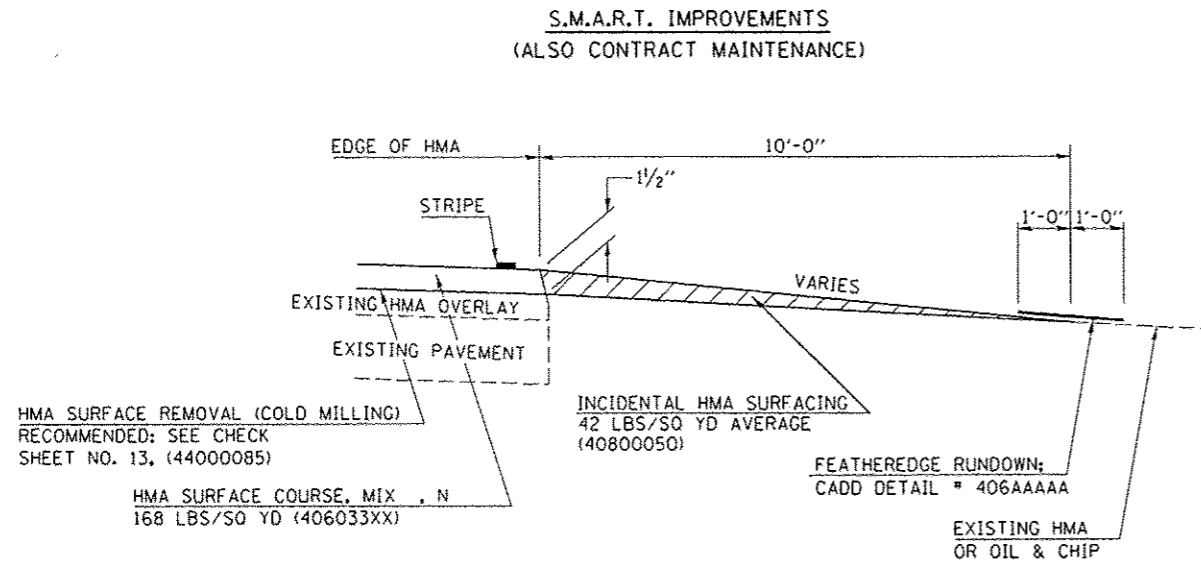 S.M.A.R.T. IMPROVEMENTS
(ALSO CONTRACT MAINTENANCE)
EDGE OF HMA
10'-0"
1½"
STRIPE
1'-0"
1'-0"
VARIES
EXISTING HMA OVERLAY
EXISTING PAVEMENT
HMA SURFACE REMOVAL (COLD MILLING)
RECOMMENDED: SEE CHECK
SHEET NO. 13, (44000085)
INCIDENTAL HMA SURFACING
42 LBS/SQ YD AVERAGE
(40800050)
FEATHEREDGE RUNDOWN;
CADD DETAIL # 406AAAAA
HMA SURFACE COURSE, MIX , N
168 LBS/SQ YD (406033XX)
EXISTING HMA
OR OIL & CHIP